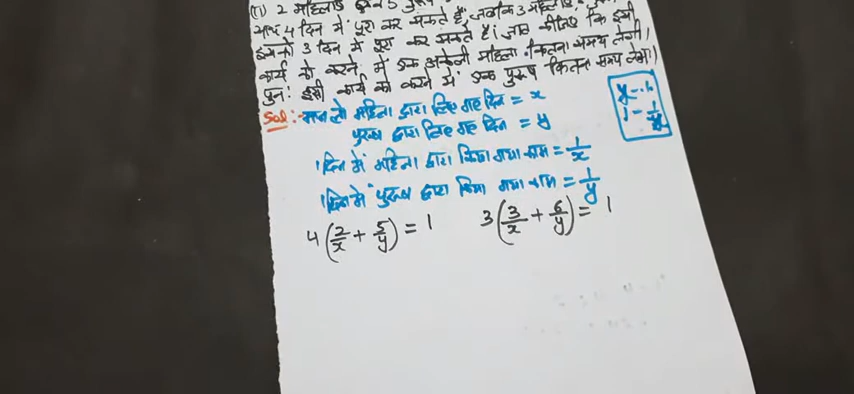 (ii) 2 महिलाएं एवं 5 पुरुष
साथ 4 दिन में पूरा कर सकते हैं, जबकि 3 महिलाएं
इसको 3 दिन में पूरा कर सकते हैं। ज्ञात कीजिए कि इसी
कार्य को करने में एक अकेली महिला कितना समय लेगी।
पुनः इसी कार्य को करने में एक पुरुष कितना समय लेगा।
Sol:- मान लो महिला द्वारा लिए गए दिन = x
पुरुष द्वारा लिए गए दिन = y
1 दिन में महिला द्वारा किया गया काम = 1/x
1 दिन में पुरुष द्वारा किया गया काम = 1/y
4(2/x + 5/y) = 1 3(3/x + 6/y) = 1